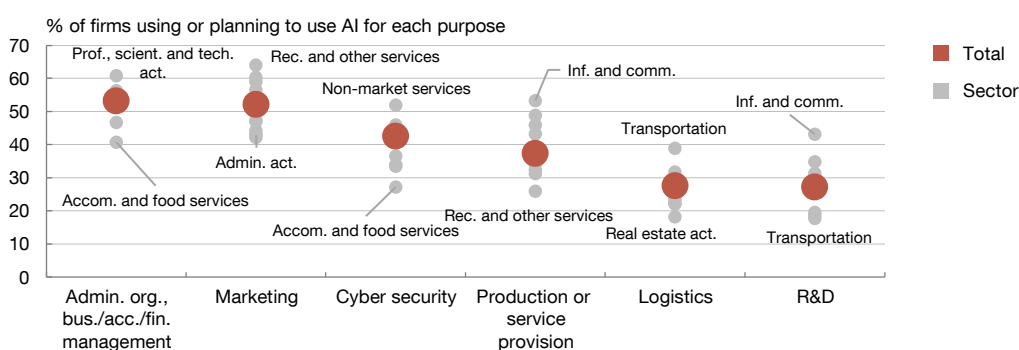 % of firms using or planning to use AI for each purpose
70
60
50
40
30
20
10
0
Prof., scient. and tech.
act.
Accom. and food services
Rec. and other services
Admin. act.
Non-market services
Accom. and food services
Inf. and comm.
Rec. and other services
Transportation
Real estate act.
Inf. and comm.
Transportation
Admin. org.,
bus./acc./fin.
management
Marketing
Cyber security
Production or
service
provision
Logistics
R&D
Total
Sector